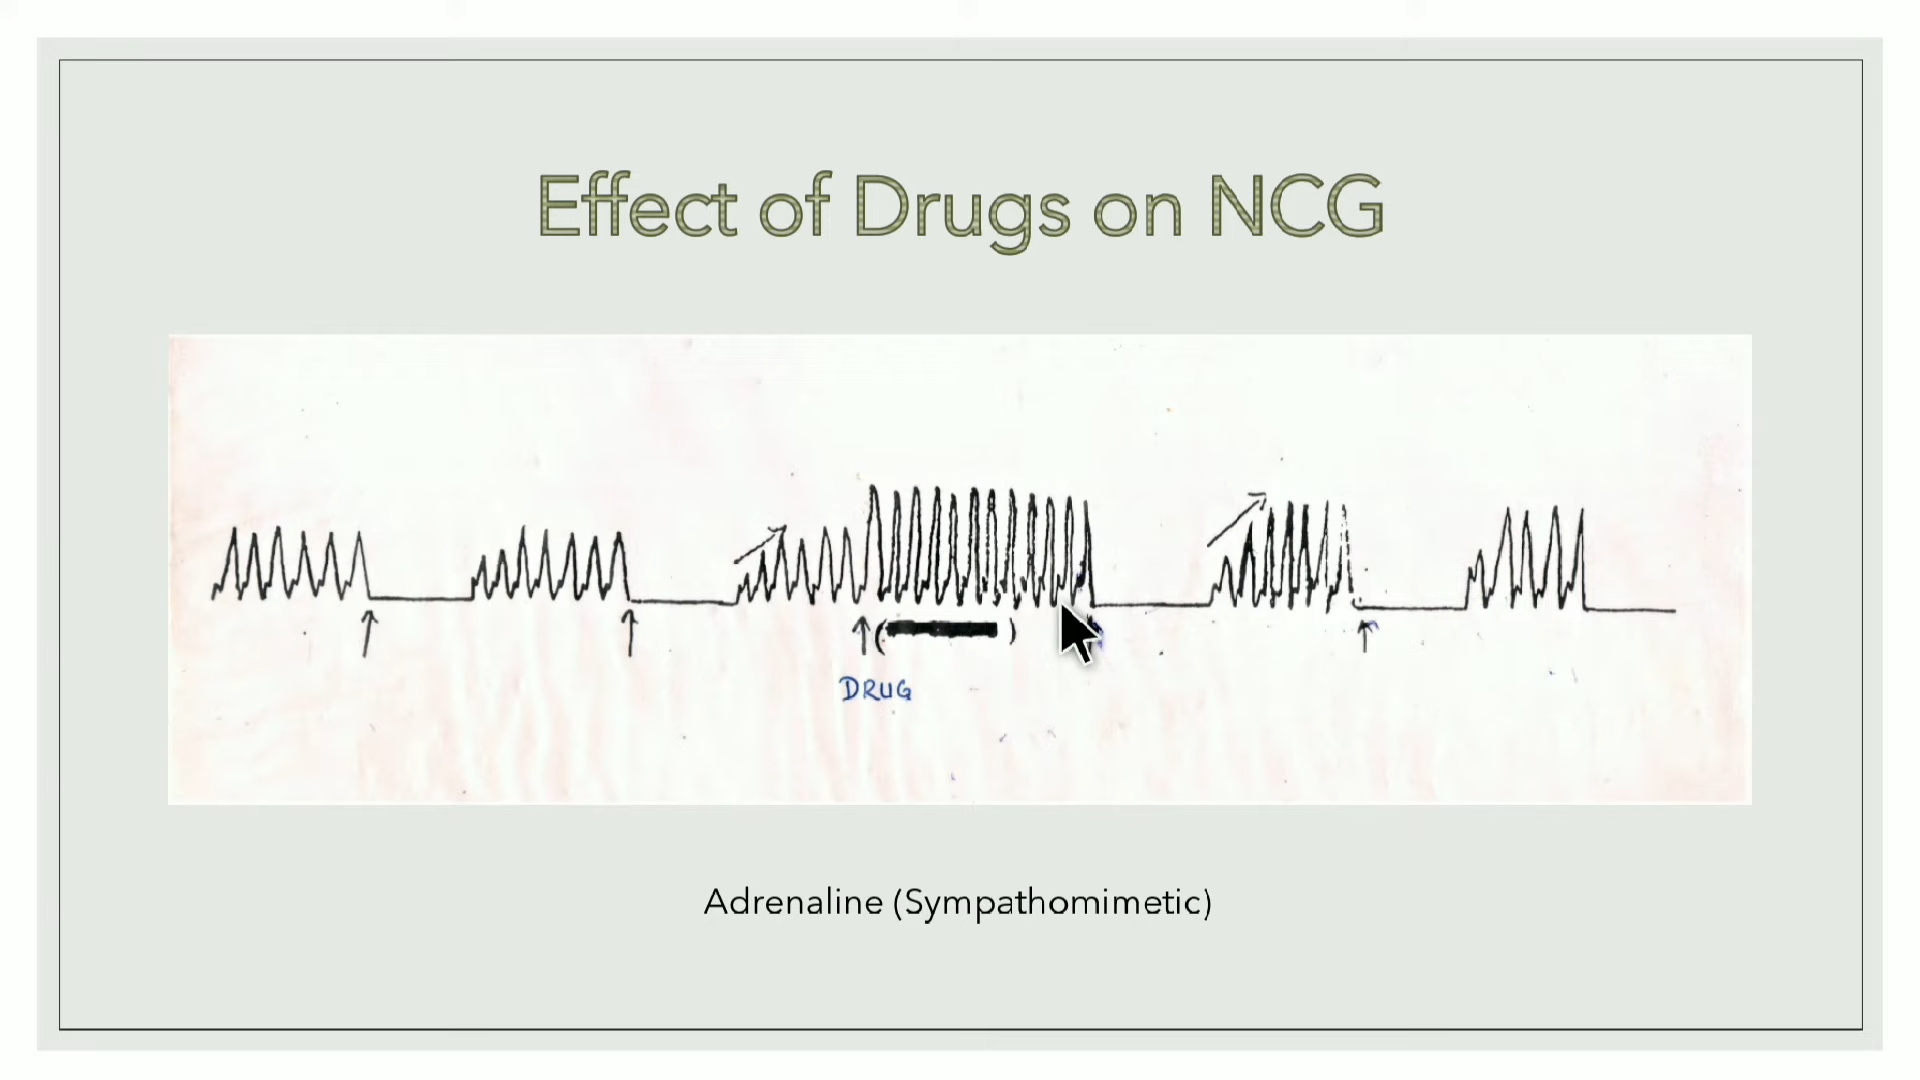 Effect of Drugs on NCG
DRUG
Adrenaline (Sympathomimetic)